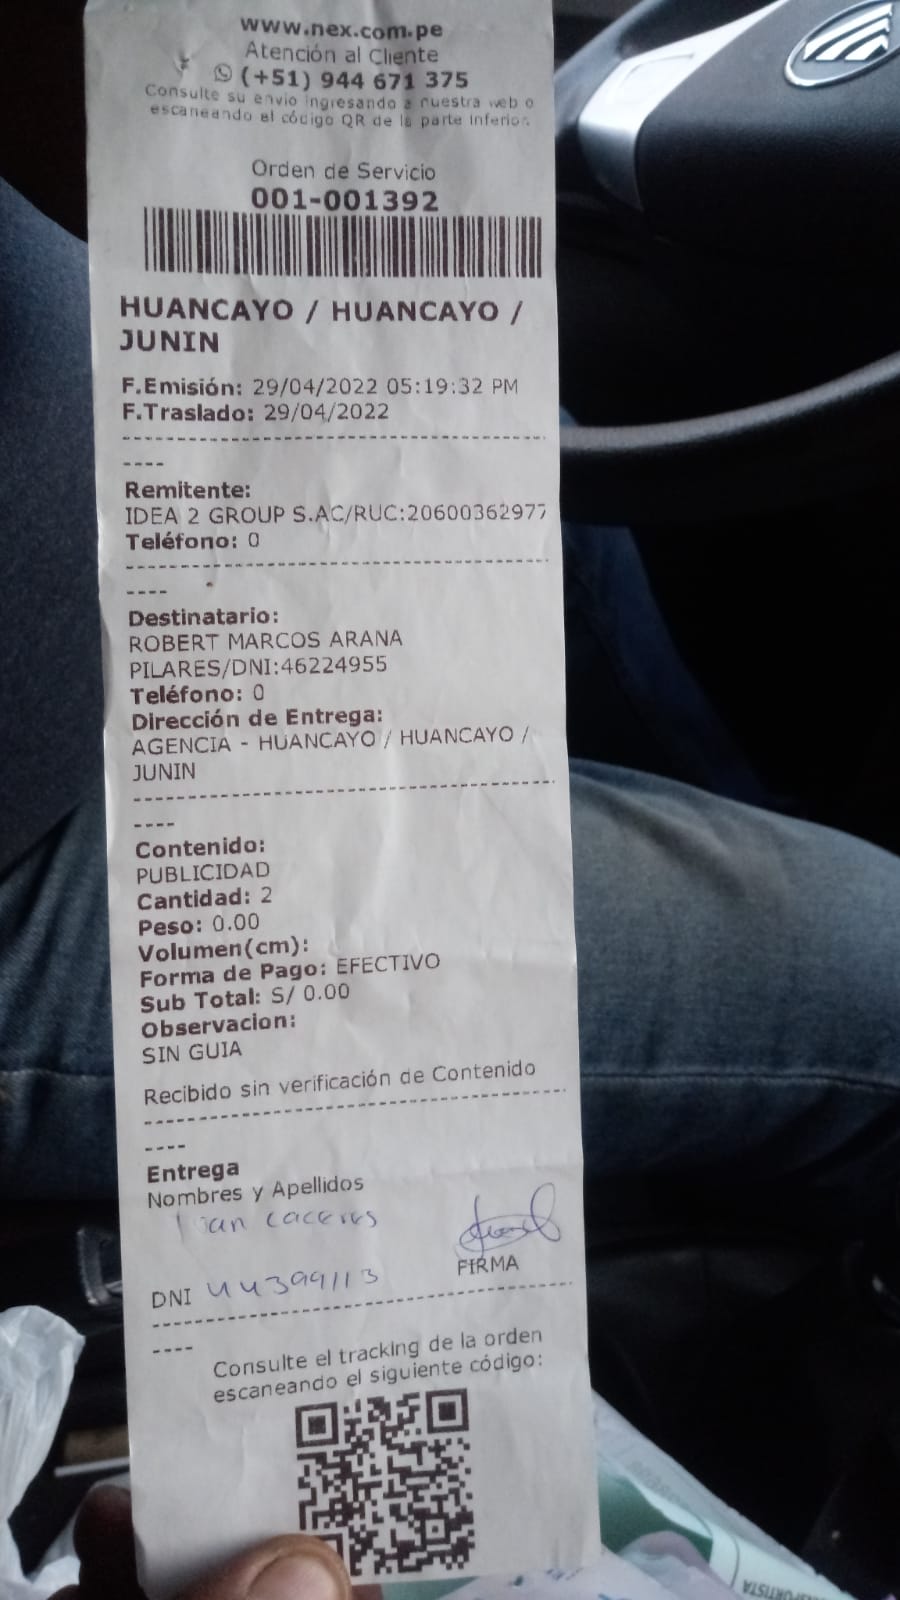 www.nex.com.pe
Atención al Cliente
(+51) 944 671 375
Consulte su envio ingresando a nuestra web o
escaneando el código QR de la parte inferior.
Orden de Servicio
001-001392
HUANCAYO / HUANCAYO /
JUNIN
F.Emisión: 29/04/2022 05:19:32 PM
F.Traslado: 29/04/2022
----
Remitente:
IDEA 2 GROUP S.AC/RUC:20600362977
Teléfono: 0
----
Destinatario:
ROBERT MARCOS ARANA
PILARES/DNI:46224955
Teléfono: 0
Dirección de Entrega:
AGENCIA - HUANCAYO / HUANCAYO /
JUNIN
----
Contenido:
PUBLICIDAD
Cantidad: 2
Peso: 0.00
Volumen(cm):
Forma de Pago: EFECTIVO
Sub Total: S/ 0.00
Observacion:
SIN GUIA
Recibido sin verificación de Contenido
----
Entrega
Nombres y Apellidos
caceres
FIRMA
DNI 44399113
----
Consulte el tracking de la orden
escaneando el siguiente código: